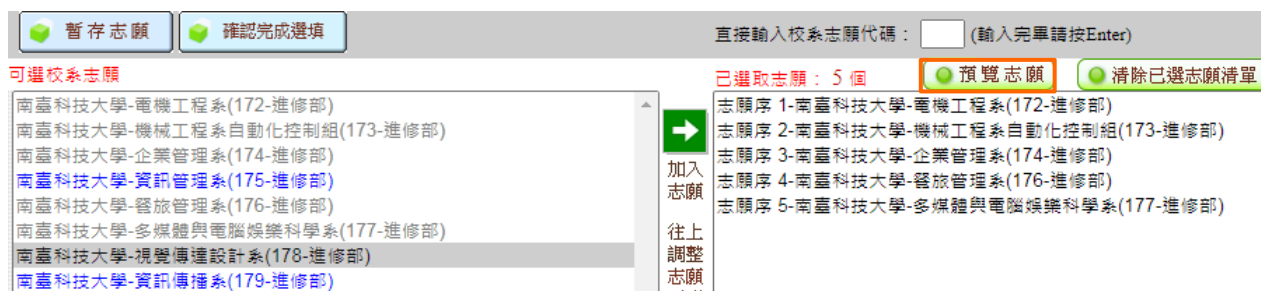 暫存志願 確認完成選填 直接輸入校系志願代碼： (輸入完畢請按Enter)
可選校系志願 已選取志願： 5 個 預覽志願 清除已選志願清單
南臺科技大學-電機工程系(172-進修部)
南臺科技大學-機械工程系自動化控制組(173-進修部)
南臺科技大學-企業管理系(174-進修部)
南臺科技大學-資訊管理系(175-進修部)
南臺科技大學-餐旅管理系(176-進修部)
南臺科技大學-多媒體與電腦娛樂科學系(177-進修部)
南臺科技大學-視覺傳達設計系(178-進修部)
南臺科技大學-資訊傳播系(179-進修部)
加入
志願
往上
調整
志願
志願序 1-南臺科技大學-電機工程系(172-進修部)
志願序 2-南臺科技大學-機械工程系自動化控制組(173-進修部)
志願序 3-南臺科技大學-企業管理系(174-進修部)
志願序 4-南臺科技大學-餐旅管理系(176-進修部)
志願序 5-南臺科技大學-多媒體與電腦娛樂科學系(177-進修部)